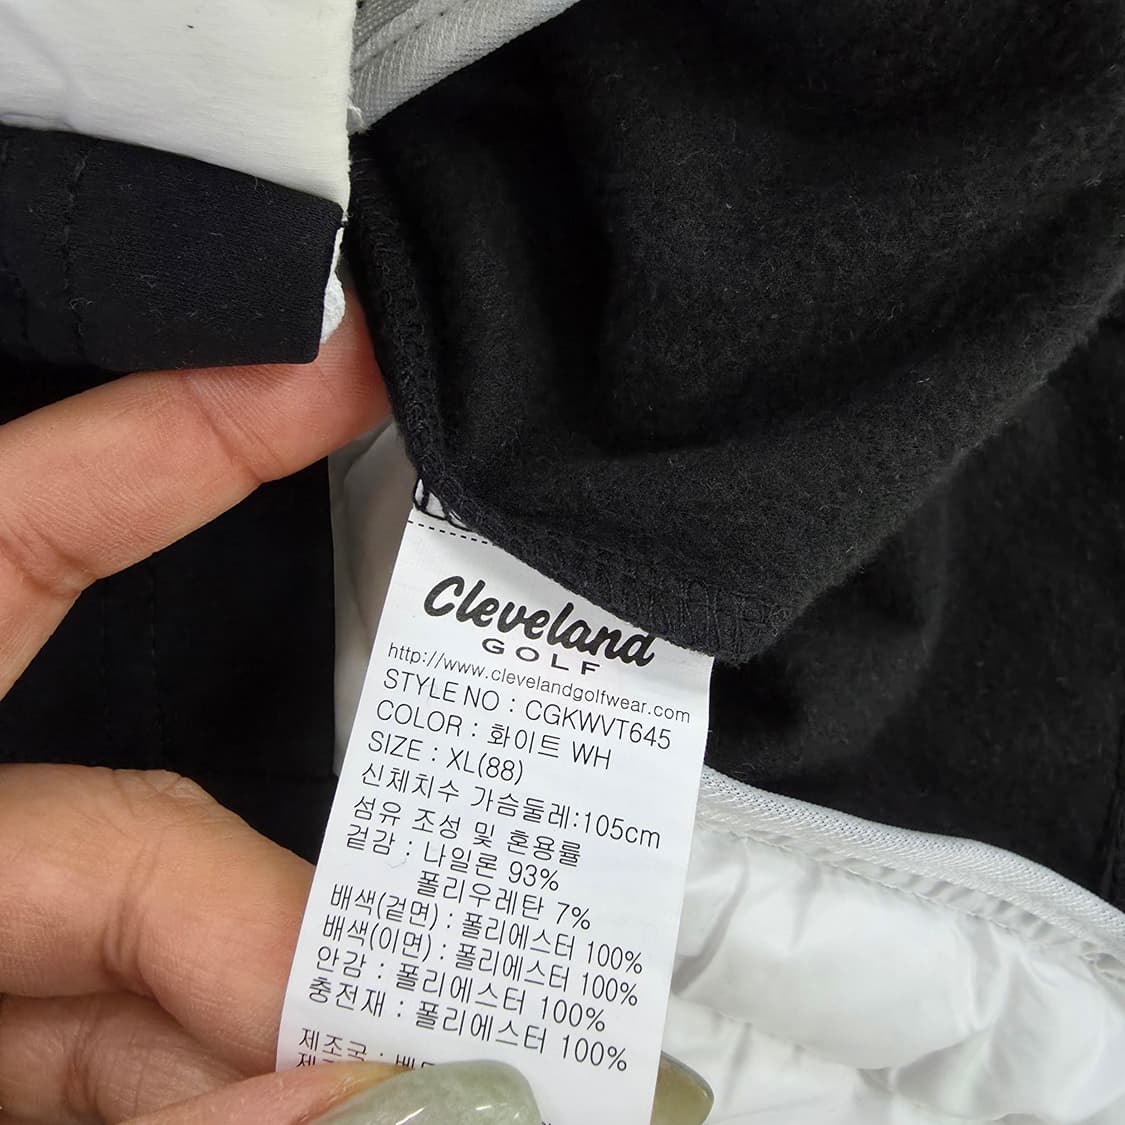 Cleveland
GOLF
http://www.clevelandgolfwear.com
STYLE NO : CGKWVT645
COLOR : 화이트 WH
SIZE : XL(88)
신체치수 가슴둘레:105cm
섬유 조성 및 혼용률
겉감 : 나일론 93%
폴리우레탄 7%
배색(겉면) : 폴리에스터 100%
배색(이면) : 폴리에스터 100%
안감 : 폴리에스터 100%
충전재 : 폴리에스터 100%
제조국 :